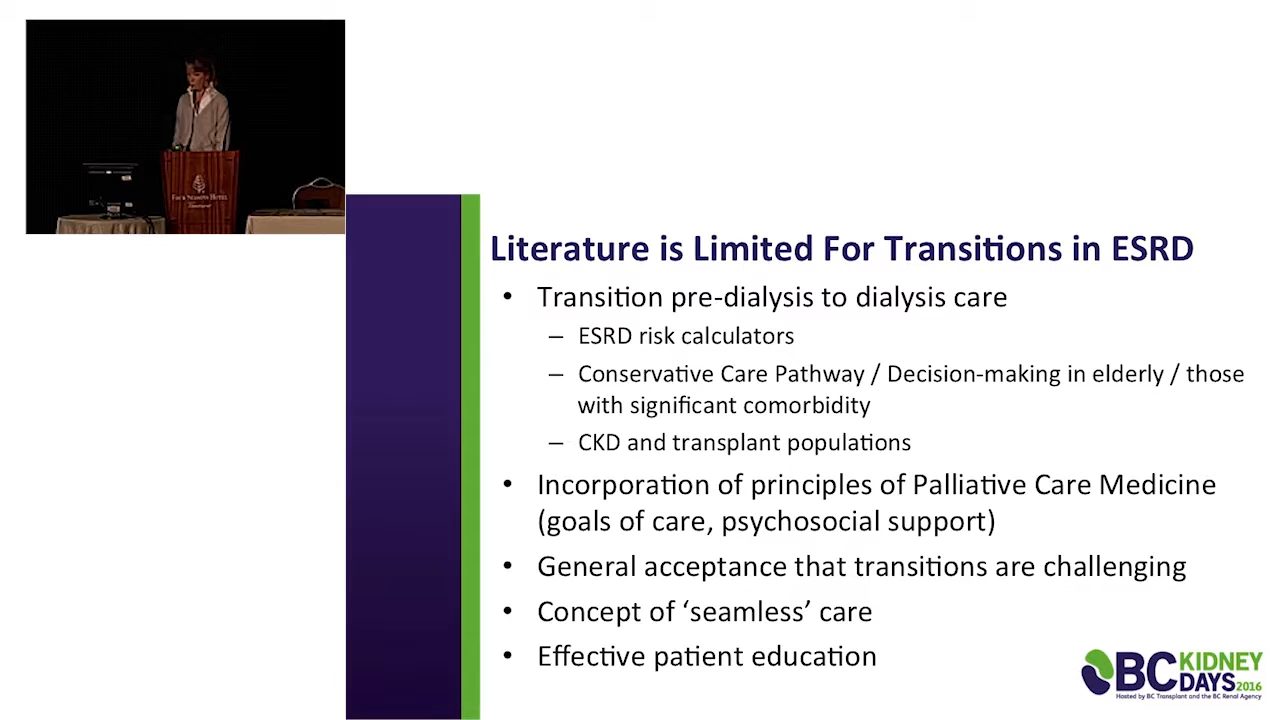 FOUR SEASONS HOTEL
Literature is Limited For Transitions in ESRD
• Transition pre-dialysis to dialysis care
– ESRD risk calculators
– Conservative Care Pathway / Decision-making in elderly / those
with significant comorbidity
– CKD and transplant populations
• Incorporation of principles of Palliative Care Medicine
(goals of care, psychosocial support)
• General acceptance that transitions are challenging
• Concept of ‘seamless’ care
• Effective patient education
BC KIDNEY
DAYS 2016
Hosted by BC Transplant and the BC Renal Agency